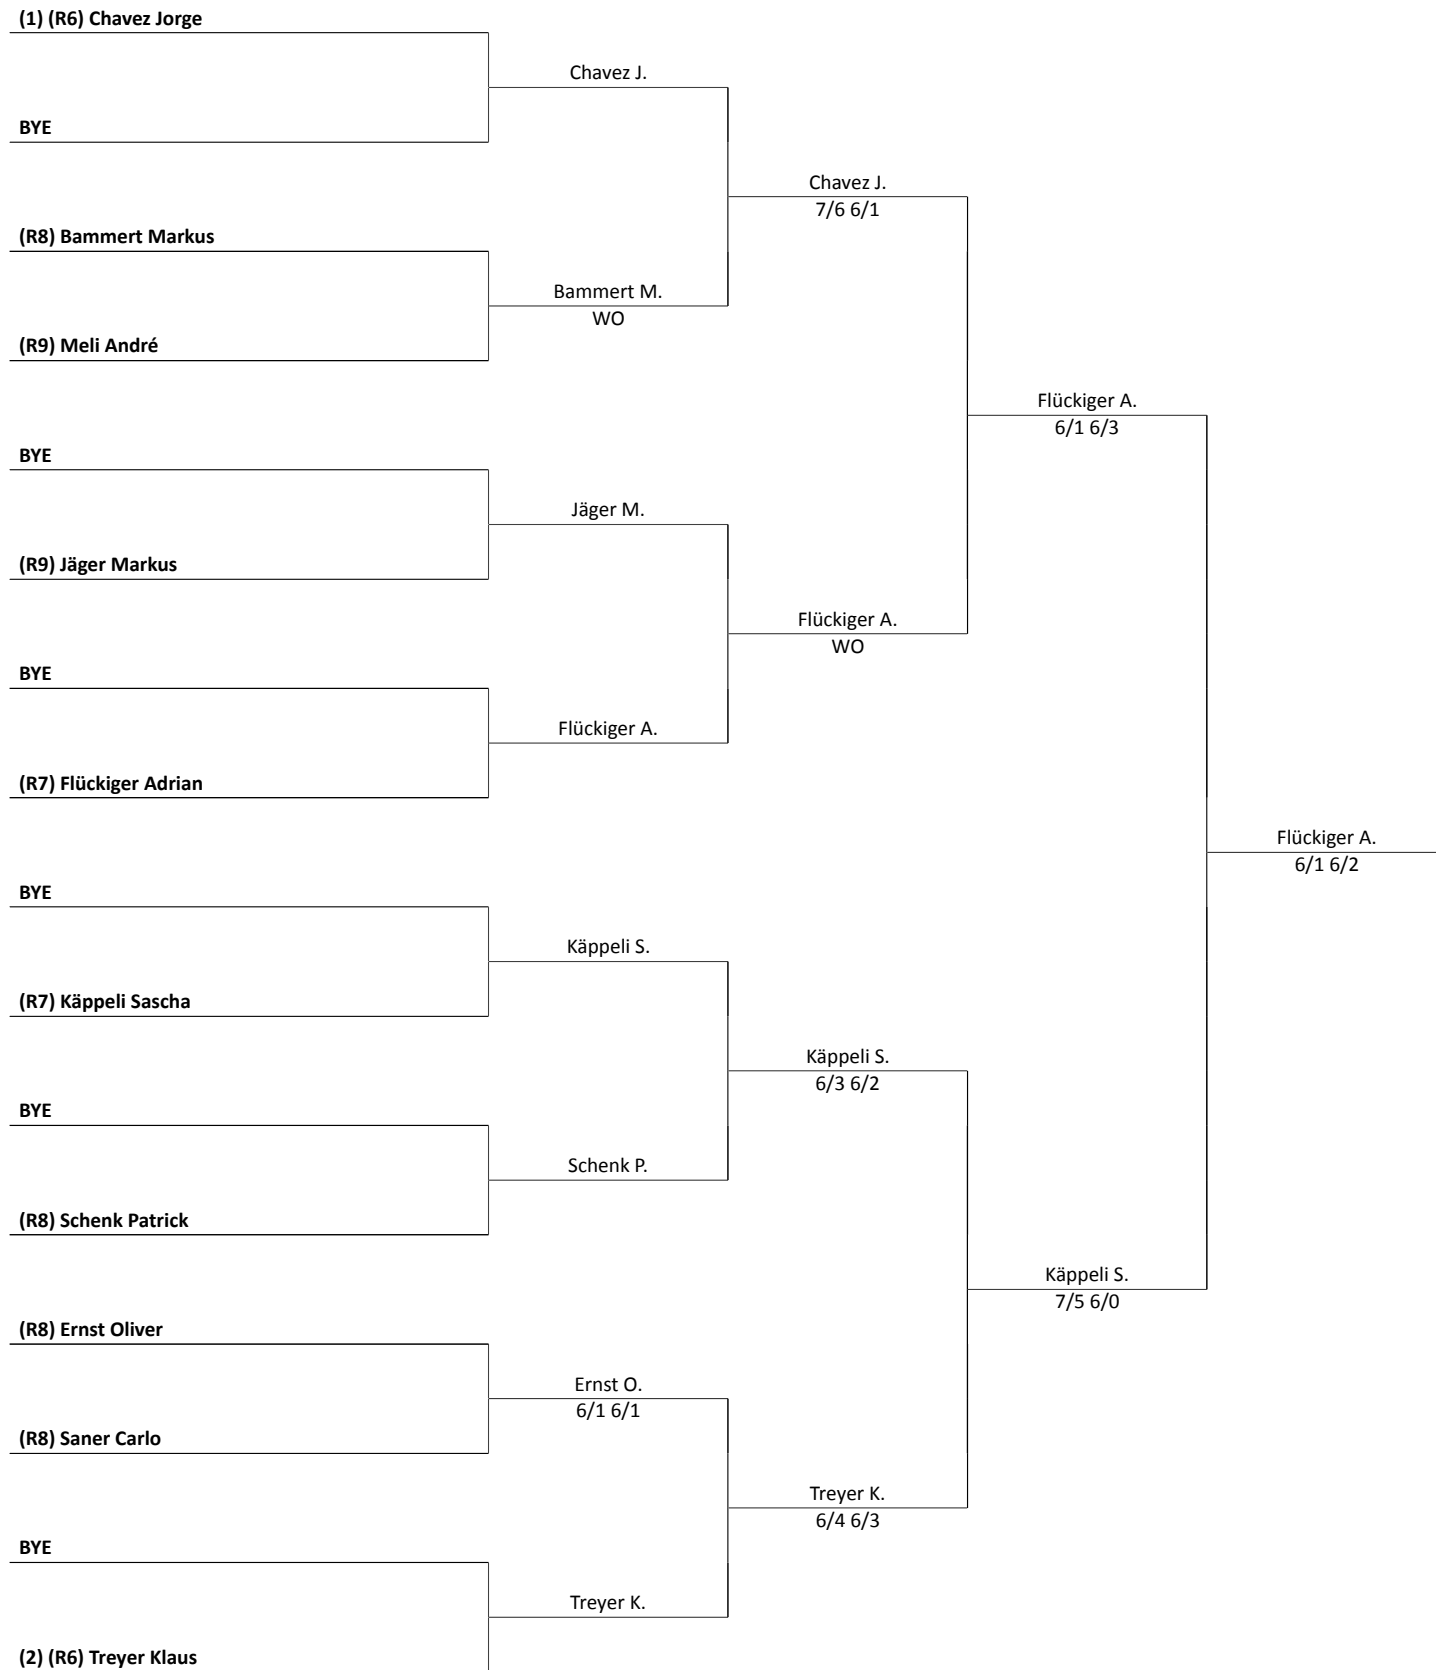 (1) (R6) Chavez Jorge
Chavez J.
BYE
Chavez J.
7/6 6/1
(R8) Bammert Markus
Bammert M.
WO
(R9) Meli André
Flückiger A.
6/1 6/3
BYE
Jäger M.
(R9) Jäger Markus
Flückiger A.
WO
BYE
Flückiger A.
(R7) Flückiger Adrian
Flückiger A.
6/1 6/2
BYE
Käppeli S.
(R7) Käppeli Sascha
Käppeli S.
6/3 6/2
BYE
Schenk P.
(R8) Schenk Patrick
Käppeli S.
7/5 6/0
(R8) Ernst Oliver
Ernst O.
6/1 6/1
(R8) Saner Carlo
Treyer K.
6/4 6/3
BYE
Treyer K.
(2) (R6) Treyer Klaus